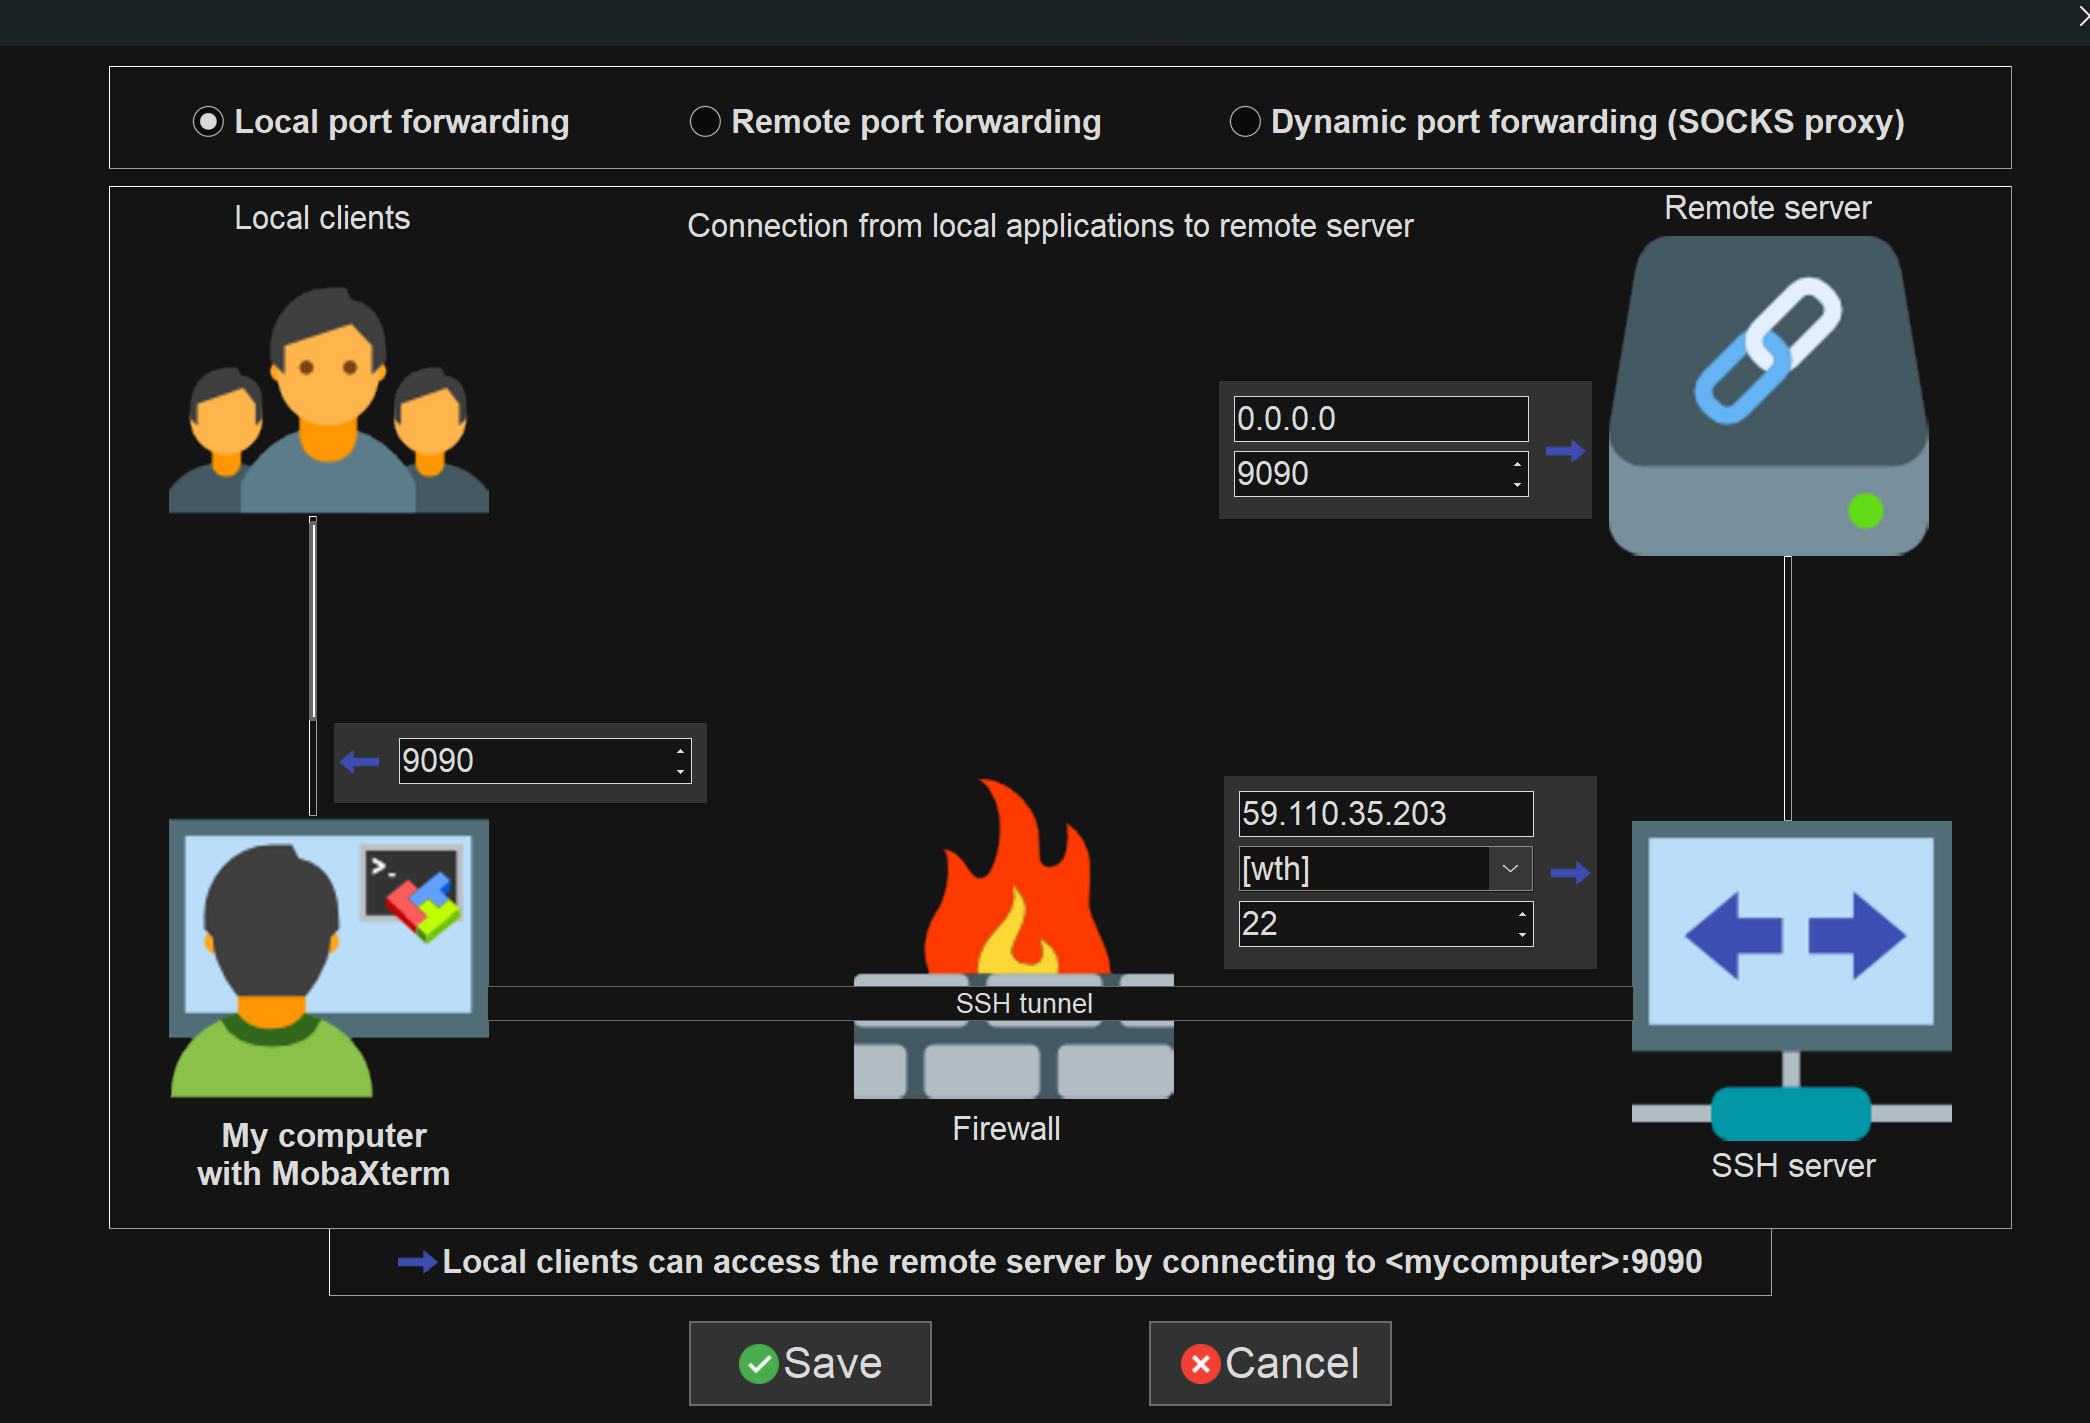 Local port forwarding
Remote port forwarding
Dynamic port forwarding (SOCKS proxy)
Local clients
Connection from local applications to remote server
Remote server
0.0.0.0
9090
9090
59.110.35.203
[wth]
22
>_
SSH tunnel
Firewall
My computer
with MobaXterm
SSH server
Local clients can access the remote server by connecting to <mycomputer>:9090
Save
Cancel